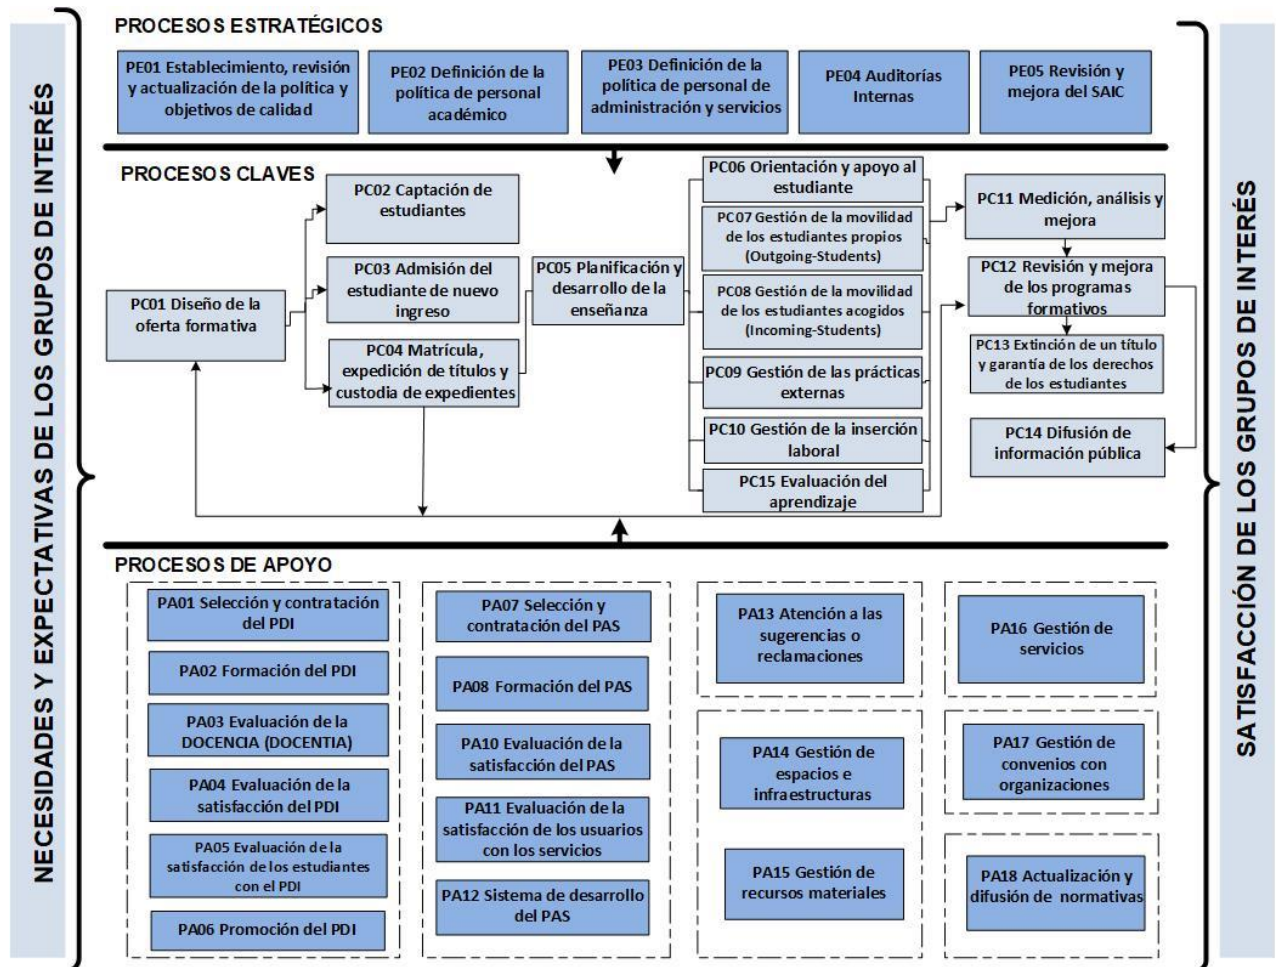 NECESIDADES Y EXPECTATIVAS DE LOS GRUPOS DE INTERÉS
PROCESOS ESTRATÉGICOS
PE01 Establecimiento, revisión
y actualización de la política y
objetivos de calidad
PE02 Definición de la
política de personal
académico
PE03 Definición de la
política de personal de
administración y servicios
PE04 Auditorías
Internas
PE05 Revisión y
mejora del SAIC
PROCESOS CLAVES
PC01 Diseño de la
oferta formativa
PC02 Captación de
estudiantes
PC03 Admisión del
estudiante de nuevo
ingreso
PC04 Matrícula,
expedición de títulos y
custodia de expedientes
PC05 Planificación y
desarrollo de la
enseñanza
PC06 Orientación y apoyo al
estudiante
PC07 Gestión de la movilidad
de los estudiantes propios
(Outgoing-Students)
PC08 Gestión de la movilidad
de los estudiantes acogidos
(Incoming-Students)
PC09 Gestión de las prácticas
externas
PC10 Gestión de la inserción
laboral
PC15 Evaluación del
aprendizaje
PC11 Medición, análisis y
mejora
PC12 Revisión y mejora
de los programas
formativos
PC13 Extinción de un título
y garantía de los derechos
de los estudiantes
PC14 Difusión de
información pública
PROCESOS DE APOYO
PA01 Selección y contratación
del PDI
PA02 Formación del PDI
PA03 Evaluación de la
DOCENCIA (DOCENTIA)
PA04 Evaluación de la
satisfacción del PDI
PA05 Evaluación de la
satisfacción de los estudiantes
con el PDI
PA06 Promoción del PDI
PA07 Selección y
contratación del PAS
PA08 Formación del PAS
PA10 Evaluación de la
satisfacción del PAS
PA11 Evaluación de la
satisfacción de los usuarios
con los servicios
PA12 Sistema de desarrollo
del PAS
PA13 Atención a las
sugerencias o
reclamaciones
PA14 Gestión de
espacios e
infraestructuras
PA15 Gestión de
recursos materiales
PA16 Gestión de
servicios
PA17 Gestión de
convenios con
organizaciones
PA18 Actualización y
difusión de normativas
SATISFACCIÓN DE LOS GRUPOS DE INTERÉS